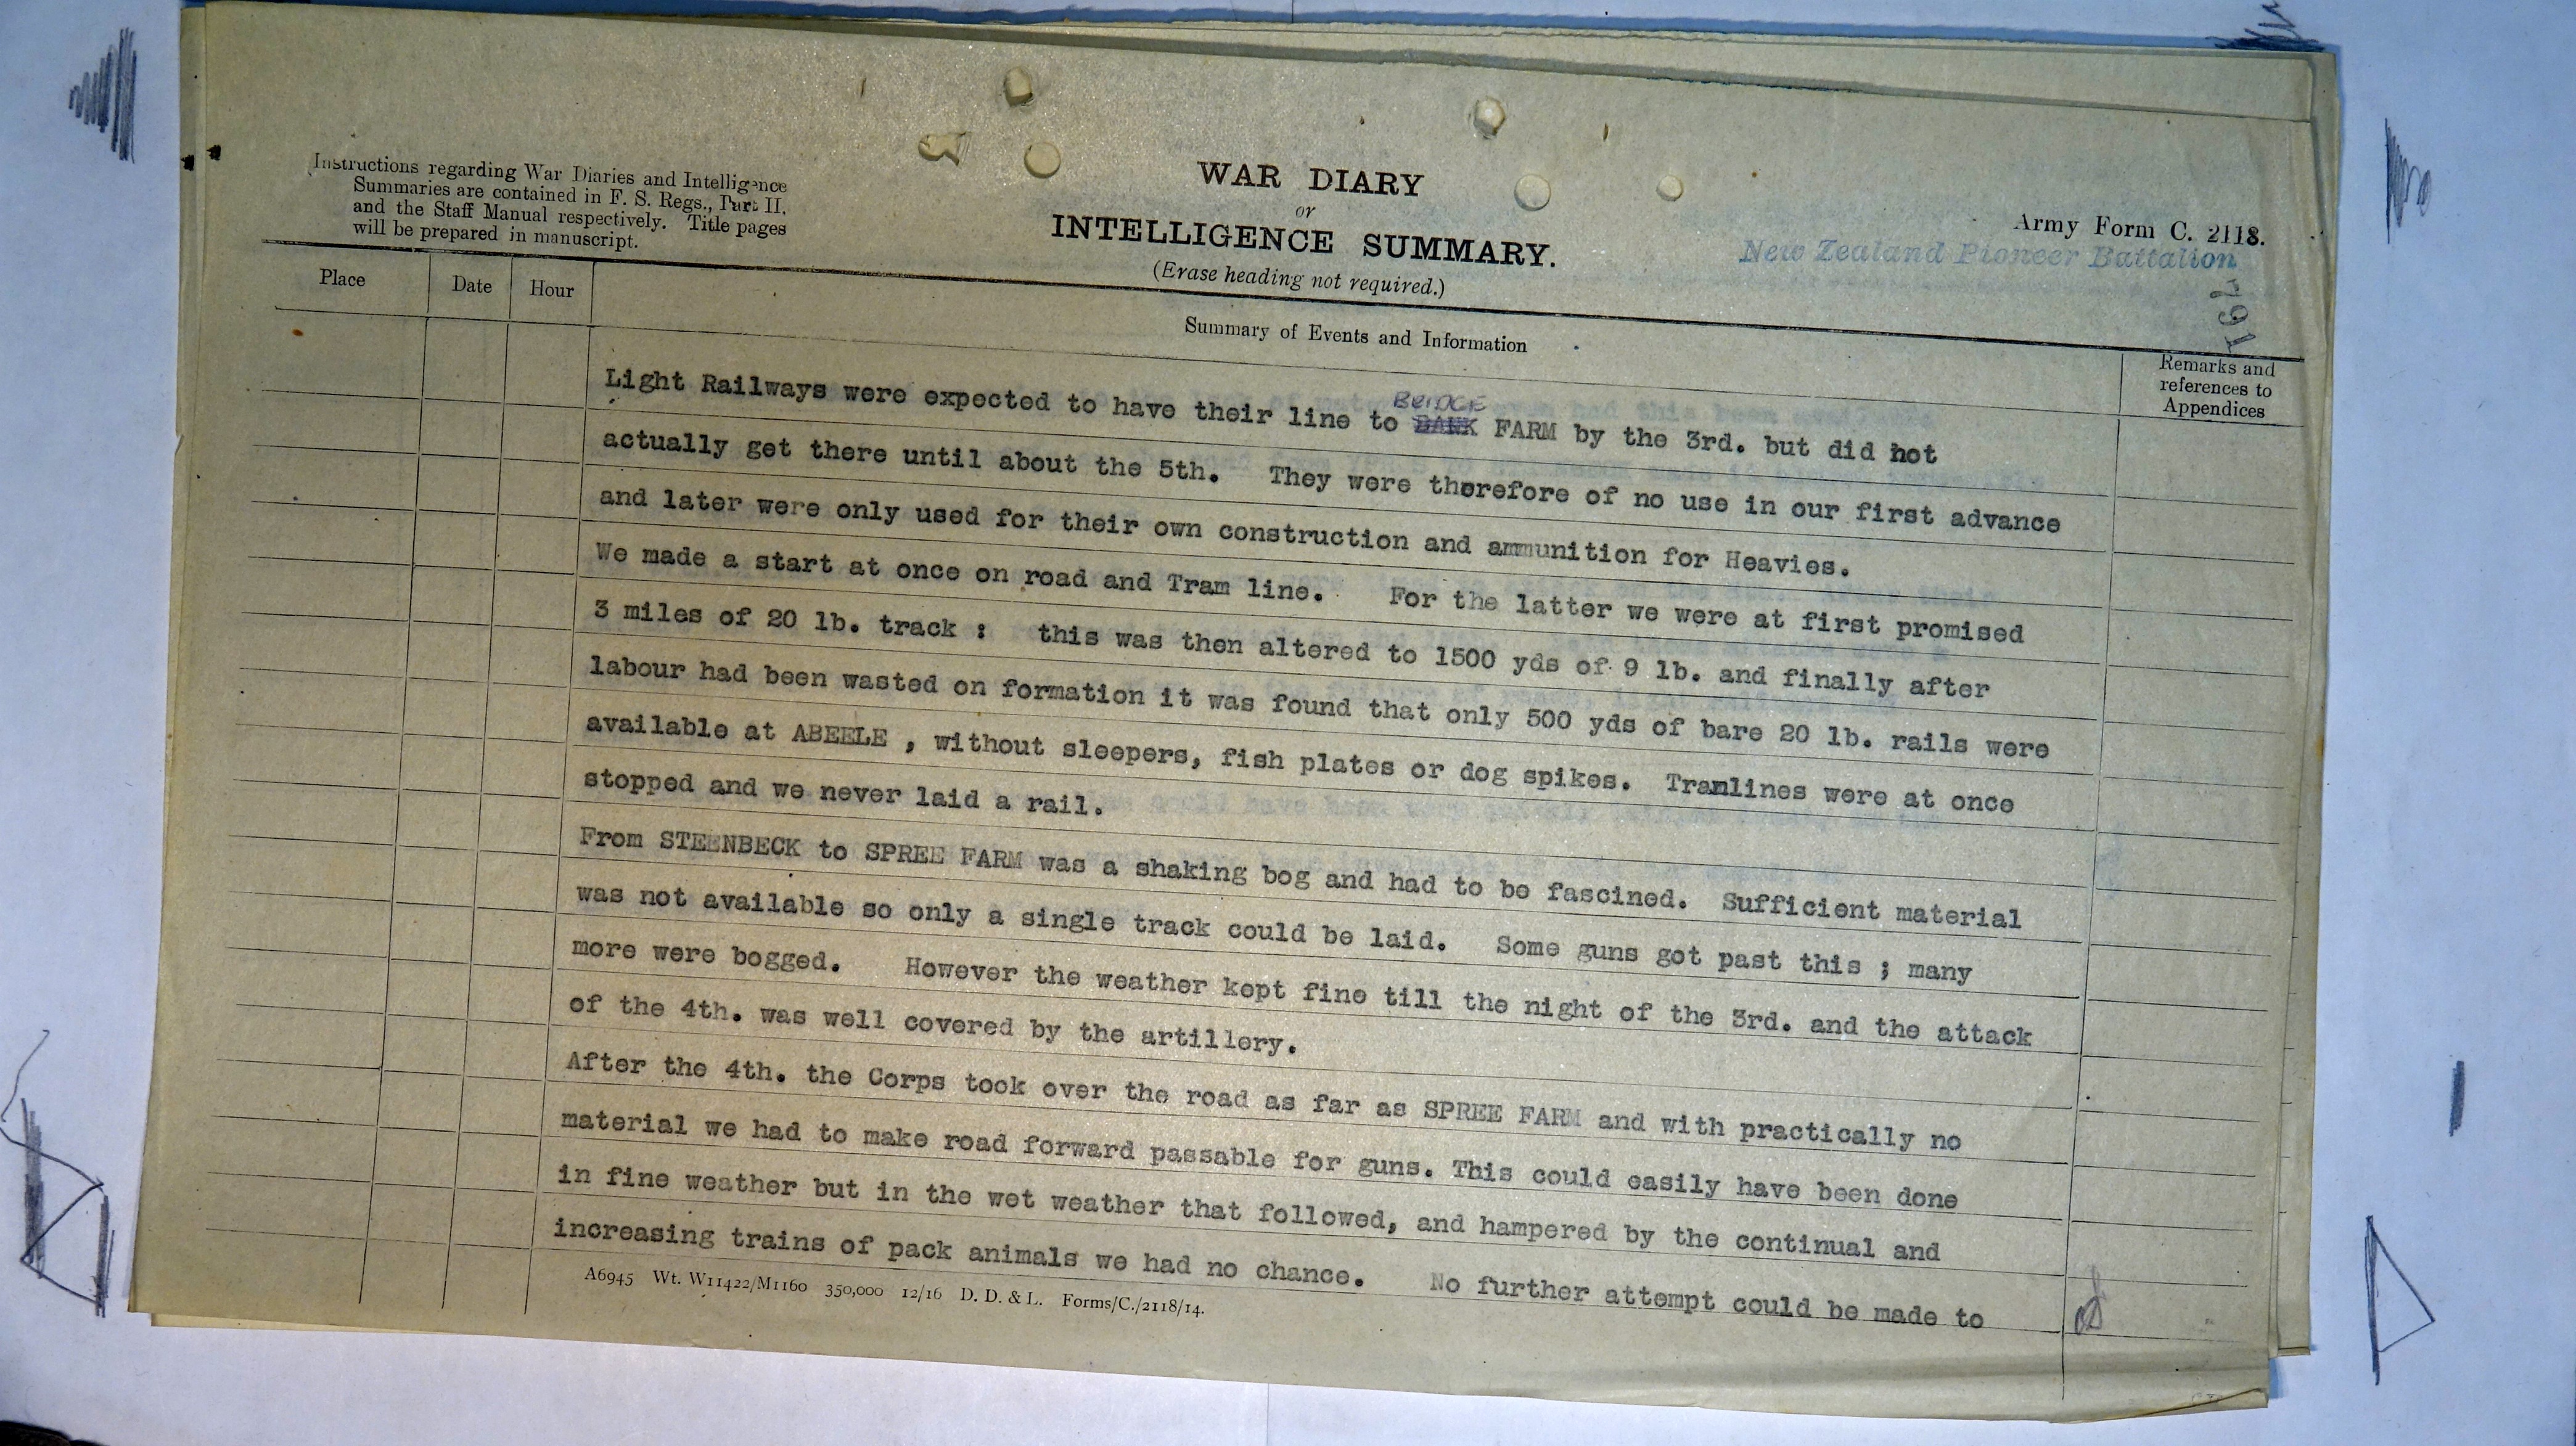 Instructions regarding War Diaries and Intelligence
Summaries are contained in F. S. Regs., Part II.
and the Staff Manual respectively. Title pages
will be prepared in manuscript.
WAR DIARY
or
INTELLIGENCE SUMMARY.
(Erase heading not required.)
Army Form C. 2118.
New Zealand Pioneer Battalion
Place
Date
Hour
Summary of Events and Information
Remarks and
references to
Appendices
BRIDGE
Light Railways were expected to have their line to BANK FARM by the 3rd. but did not
actually get there until about the 5th. They were therefore of no use in our first advance
and later were only used for their own construction and ammunition for Heavies.
We made a start at once on road and Tram line. For the latter we were at first promised
3 miles of 20 lb. track : this was then altered to 1500 yds of 9 lb. and finally after
labour had been wasted on formation it was found that only 500 yds of bare 20 lb. rails were
available at ABEELE , without sleepers, fish plates or dog spikes. Tramlines were at once
stopped and we never laid a rail.
From STEENBECK to SPREE FARM was a shaking bog and had to be fascined. Sufficient material
was not available so only a single track could be laid. Some guns got past this ; many
more were bogged. However the weather kept fine till the night of the 3rd. and the attack
of the 4th. was well covered by the artillery.
After the 4th. the Corps took over the road as far as SPREE FARM and with practically no
material we had to make road forward passable for guns. This could easily have been done
in fine weather but in the wet weather that followed, and hampered by the continual and
increasing trains of pack animals we had no chance. No further attempt could be made to
A6945 Wt. W11422/M1160 350,000 12/16 D. D. & L. Forms/C./2118/14.